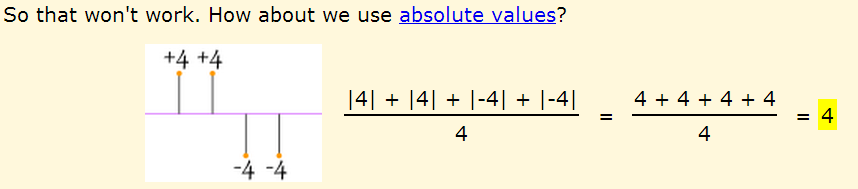 So that won't work. How about we use absolute values?
+4 +4
-4 -4
|4| + |4| + |-4| + |-4|
4
=
4 + 4 + 4 + 4
4
= 4